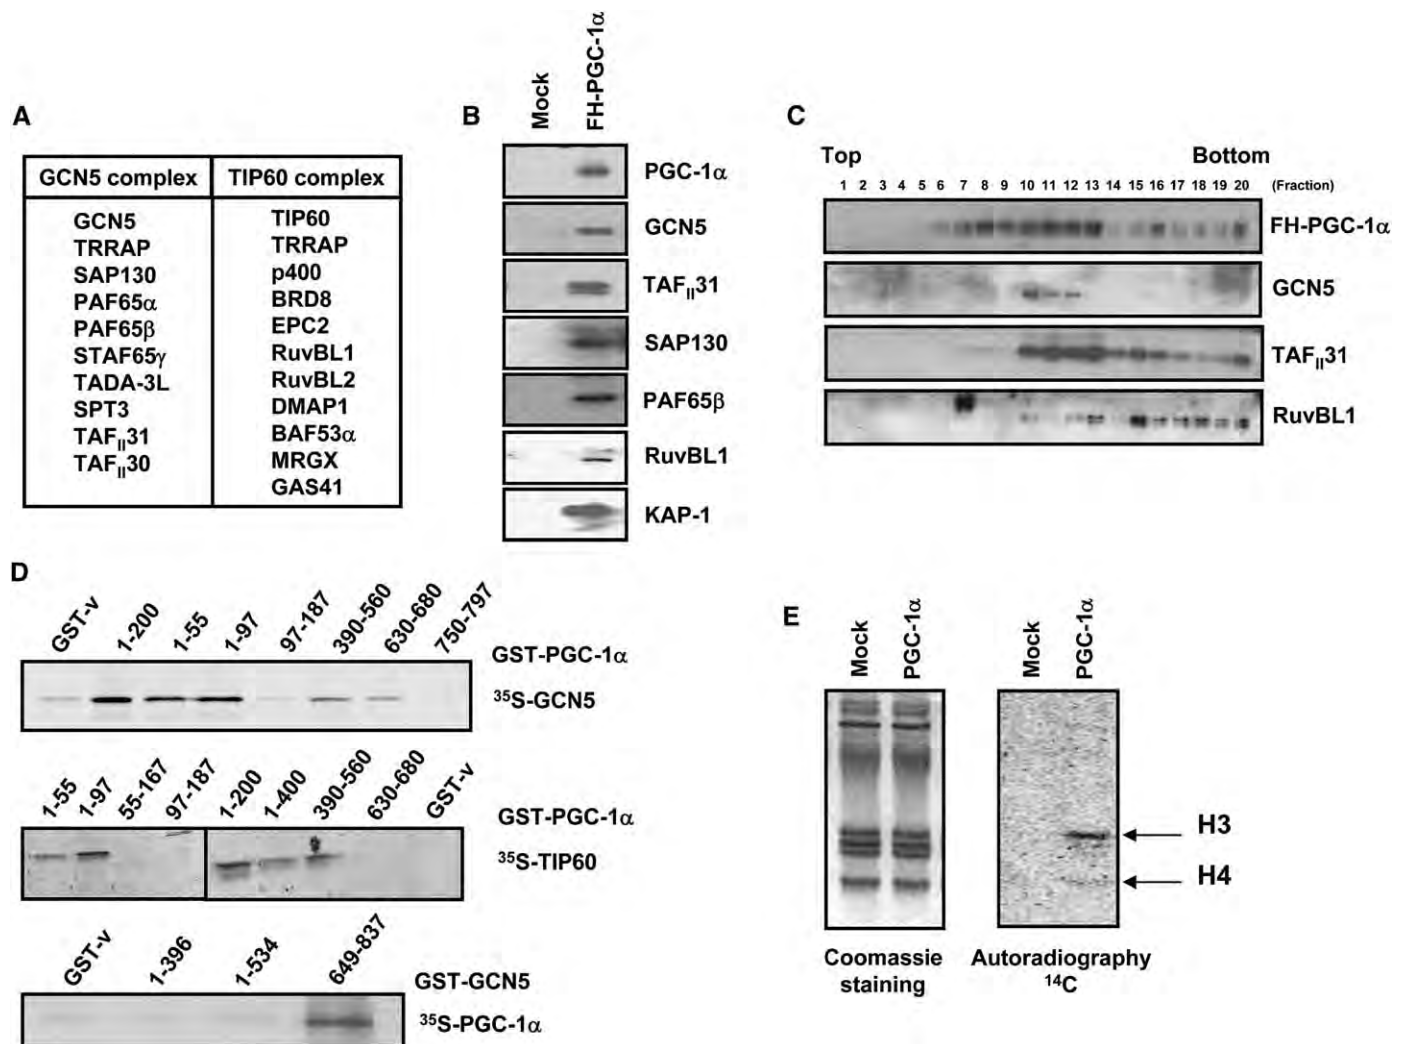 A
GCN5 complex TIP60 complex
GCN5 TIP60
TRRAP TRRAP
SAP130 p400
PAF65α BRD8
PAF65β EPC2
STAF65γ RuvBL1
TADA-3L RuvBL2
SPT3 DMAP1
TAFII31 BAF53α
TAFII30 MRGX
GAS41
B
Mock FH-PGC-1α
PGC-1α
GCN5
TAFII31
SAP130
PAF65β
RuvBL1
KAP-1
C
Top Bottom
1 2 3 4 5 6 7 8 9 10 11 12 13 14 15 16 17 18 19 20 (Fraction)
FH-PGC-1α
GCN5
TAFII31
RuvBL1
D
GST-v 1-200 1-55 1-97 97-187 390-560 630-680 750-797
GST-PGC-1α
35S-GCN5
1-55 1-97 55-167 97-187 1-200 1-400 390-560 630-680 GST-v
GST-PGC-1α
35S-TIP60
GST-v 1-396 1-534 649-837
GST-GCN5
35S-PGC-1α
E
Mock PGC-1α Mock PGC-1α
H3
H4
Coomassie staining
Autoradiography
14C